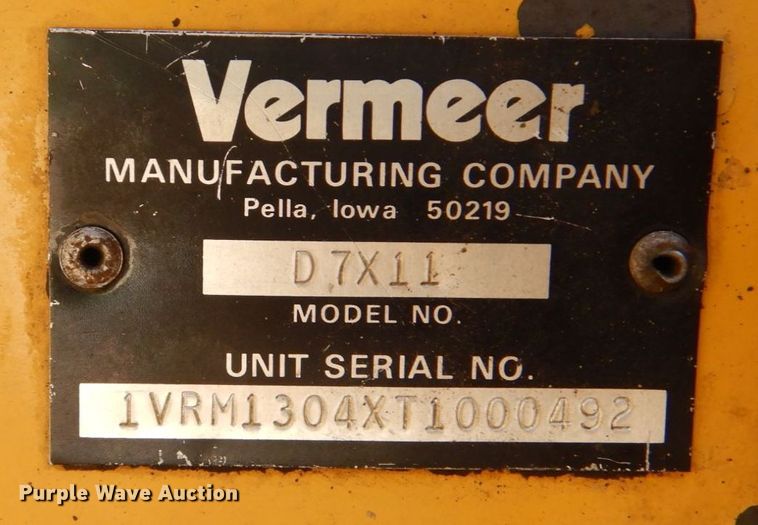 Vermeer
MANUFACTURING COMPANY
Pella, Iowa 50219
D7X11
MODEL NO.
UNIT SERIAL NO.
1VRM1304XT1000492
Purple Wave Auction